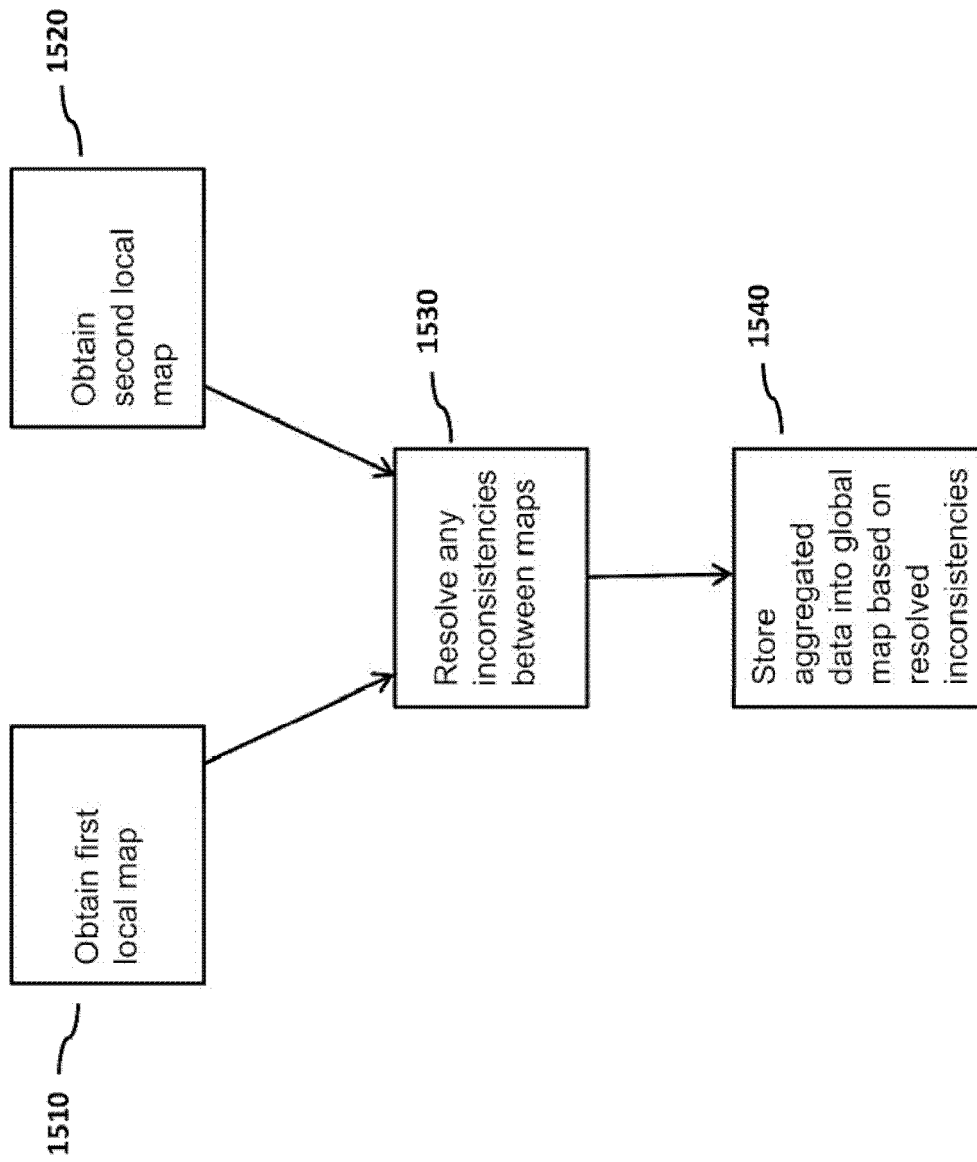 1510
Obtain first
local map
1520
Obtain
second local
map
1530
Resolve any
inconsistencies
between maps
1540
Store
aggregated
data into global
map based on
resolved
inconsistencies